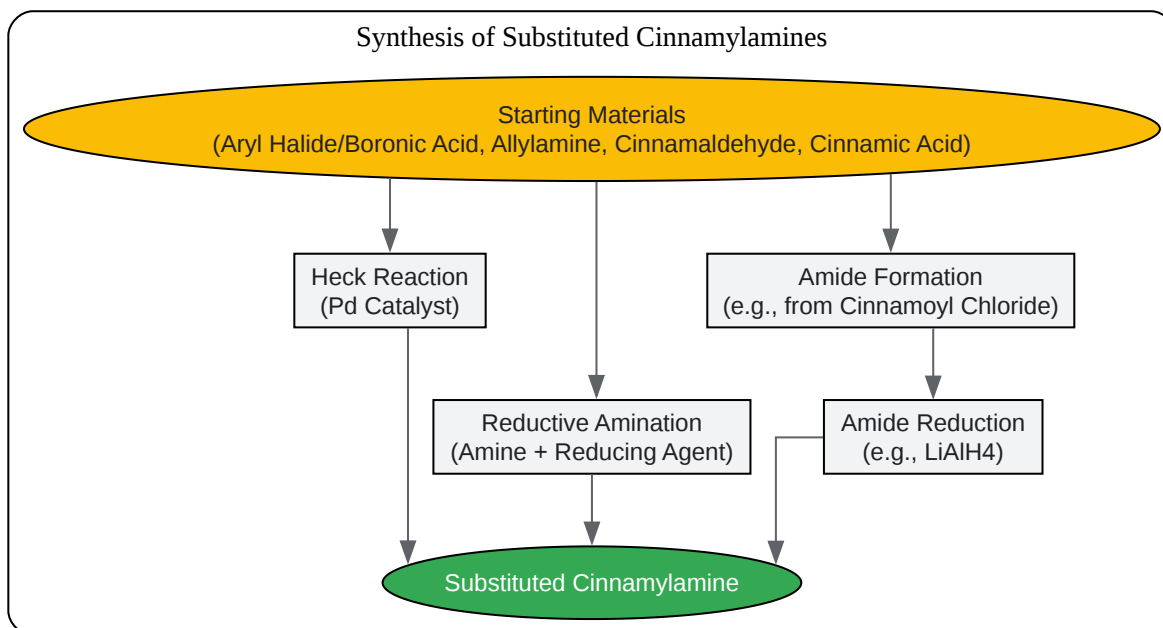 Synthesis of Substituted Cinnamylamines
Starting Materials
(Aryl Halide/Boronic Acid, Allylamine, Cinnamaldehyde, Cinnamic Acid)
Heck Reaction
(Pd Catalyst)
Amide Formation
(e.g., from Cinnamoyl Chloride)
Reductive Amination
(Amine + Reducing Agent)
Amide Reduction
(e.g., LiAlH4)
Substituted Cinnamylamine